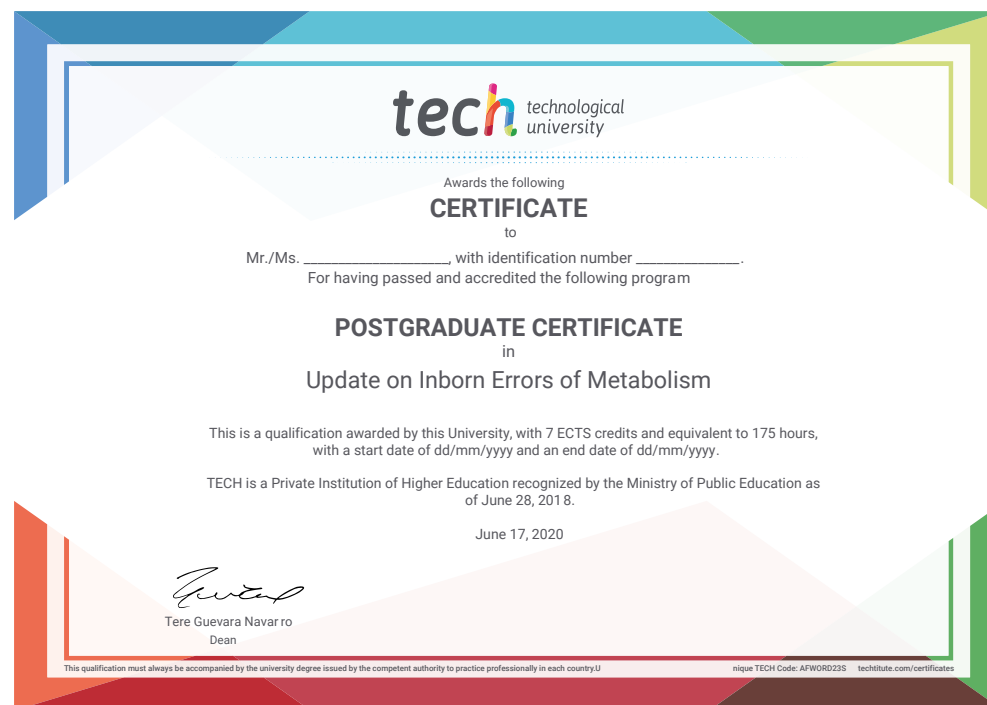 tech technological
university
Awards the following
CERTIFICATE
to
Mr./Ms. ____________________, with identification number ______________.
For having passed and accredited the following program
POSTGRADUATE CERTIFICATE
in
Update on Inborn Errors of Metabolism
This is a qualification awarded by this University, with 7 ECTS credits and equivalent to 175 hours,
with a start date of dd/mm/yyyy and an end date of dd/mm/yyyy.
TECH is a Private Institution of Higher Education recognized by the Ministry of Public Education as
of June 28, 2018.
June 17, 2020
Tere Guevara Navarro
Dean
This qualification must always be accompanied by the university degree issued by the competent authority to practice professionally in each country.U
nique TECH Code: AFWORD23S techtitute.com/certificates